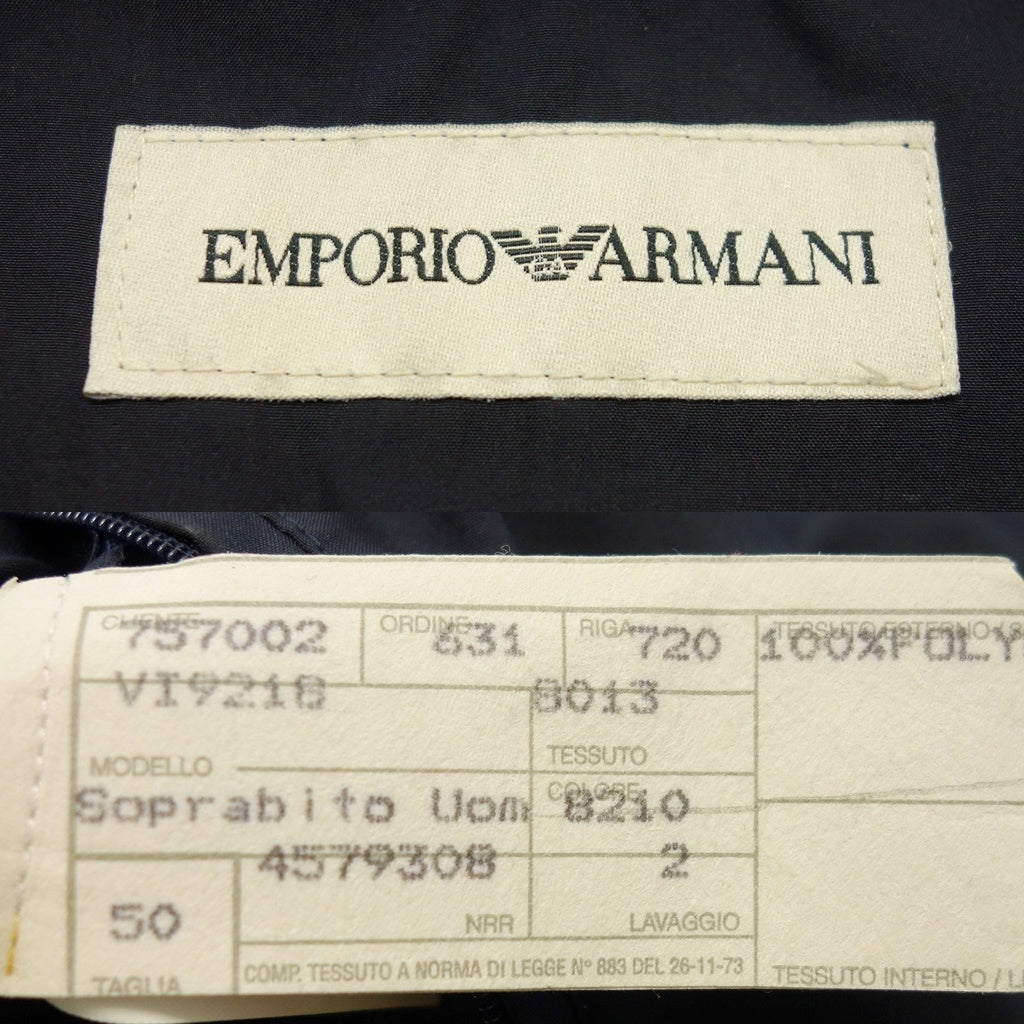 EMPORIO ARMANI
CLIENTE ORDINE RIGA
757002 631 720 100%POLY
VI9218 8013
MODELLO TESSUTO
COLORE
Soprabito Uom 8210
4579308 2
50 NRR LAVAGGIO
TAGLIA COMP. TESSUTO A NORMA DI LEGGE N° 883 DEL 26-11-73 TESSUTO INTERNO /